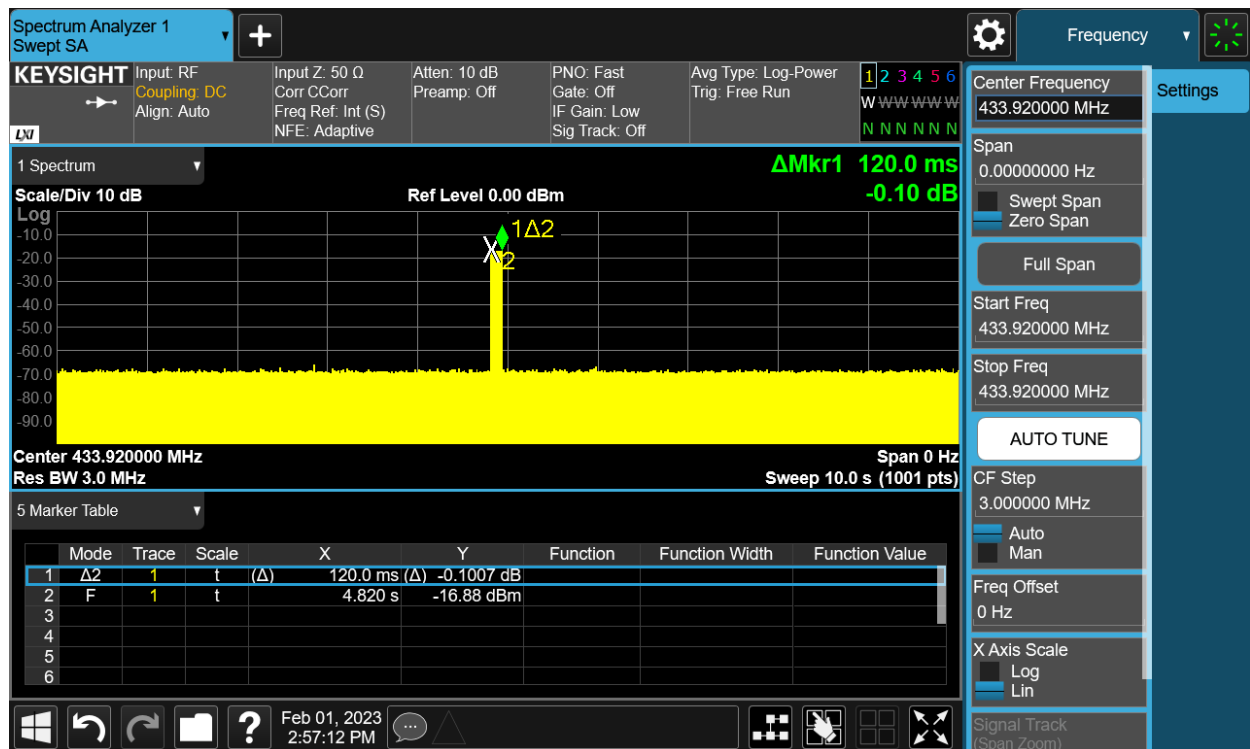 Spectrum Analyzer 1
Swept SA
+
Frequency
KEYSIGHT
LXI
Input: RF
Coupling: DC
Align: Auto
Input Z: 50 Ω
Corr CCorr
Freq Ref: Int (S)
NFE: Adaptive
Atten: 10 dB
Preamp: Off
PNO: Fast
Gate: Off
IF Gain: Low
Sig Track: Off
Avg Type: Log-Power
Trig: Free Run
1 2 3 4 5 6
W W W W W W
N N N N N N
1 Spectrum
ΔMkr1 120.0 ms
-0.10 dB
Scale/Div 10 dB
Ref Level 0.00 dBm
Log
-10.0
-20.0
-30.0
-40.0
-50.0
-60.0
-70.0
-80.0
-90.0
1Δ2
X2
Center 433.920000 MHz
Span 0 Hz
Res BW 3.0 MHz
Sweep 10.0 s (1001 pts)
5 Marker Table
Mode Trace Scale X Y Function Function Width Function Value
1 Δ2 1 t (Δ) 120.0 ms (Δ) -0.1007 dB
2 F 1 t 4.820 s -16.88 dBm
3
4
5
6
?
Feb 01, 2023
2:57:12 PM
Center Frequency
433.920000 MHz
Settings
Span
0.00000000 Hz
Swept Span
Zero Span
Full Span
Start Freq
433.920000 MHz
Stop Freq
433.920000 MHz
AUTO TUNE
CF Step
3.000000 MHz
Auto
Man
Freq Offset
0 Hz
X Axis Scale
Log
Lin
Signal Track
(Span Zoom)